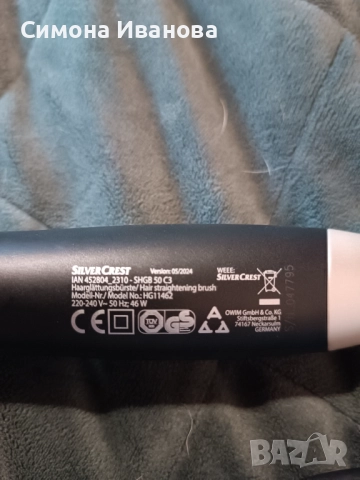 Симона Иванова
SILVERCREST
Version: 05/2024
IAN 452804_2310 - SHGB 50 C3
Haarglättungsbürste/ Hair straightening brush
Modell-Nr./ Model No.: HG11462
220-240 V~ 50 Hz; 46 W
WEEE: SILVERCREST
OWIM GmbH & Co. KG
Stiftsbergstraße 1
74167 Neckarsulm
GERMANY
BAZAR